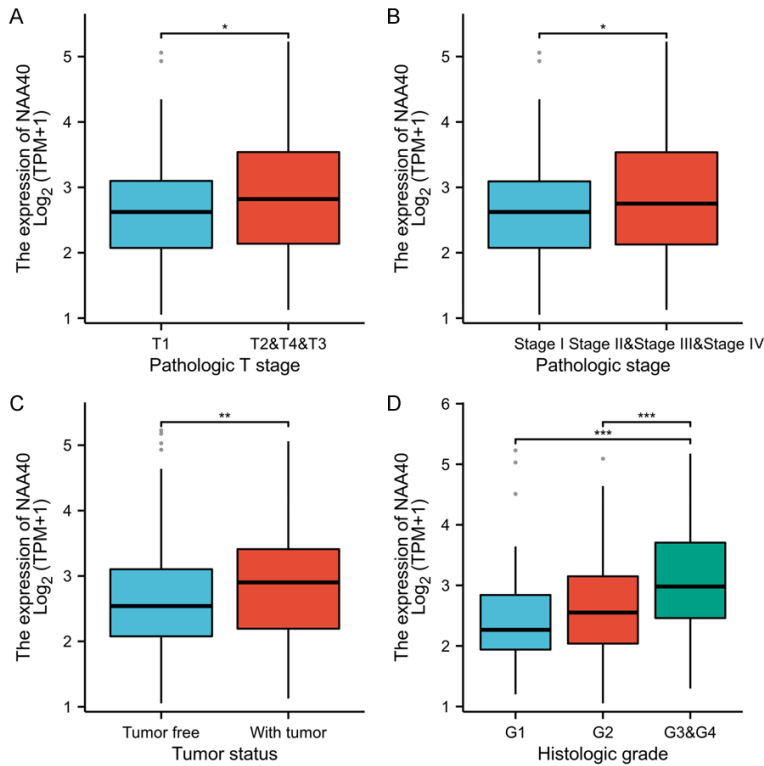 A
The expression of NAA40
Log2 (TPM+1)
5
4
3
2
1
*
T1 T2&T4&T3
Pathologic T stage
B
The expression of NAA40
Log2 (TPM+1)
5
4
3
2
1
*
Stage I Stage II&Stage III&Stage IV
Pathologic stage
C
The expression of NAA40
Log2 (TPM+1)
5
4
3
2
1
**
Tumor free With tumor
Tumor status
D
The expression of NAA40
Log2 (TPM+1)
6
5
4
3
2
1
***
***
G1 G2 G3&G4
Histologic grade